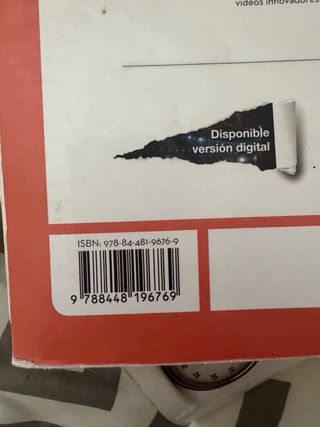 vídeos innovadores
Disponible
versión digital
ISBN: 978-84-481-9676-9
9 788448 196769